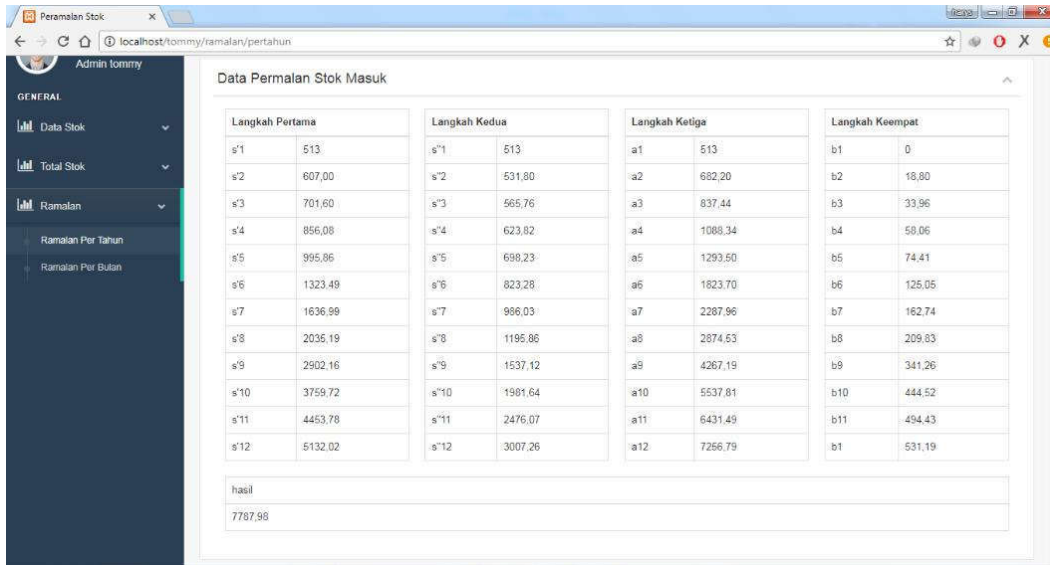 Peramalan Stok
localhost/tommy/ramalan/pertahun
Admin tommy
GENERAL
Data Stok
Total Stok
Ramalan
Ramalan Per Tahun
Ramalan Per Bulan
Data Permalan Stok Masuk
Langkah Pertama Langkah Kedua Langkah Ketiga Langkah Keempat
s'1 513 s"1 513 a1 513 b1 0
s'2 607,00 s"2 531,80 a2 682,20 b2 18,80
s'3 701,60 s"3 565,76 a3 837,44 b3 33,96
s'4 856,08 s"4 623,82 a4 1088,34 b4 58,06
s'5 995,86 s"5 698,23 a5 1293,50 b5 74,41
s'6 1323,49 s"6 823,28 a6 1823,70 b6 125,05
s'7 1636,99 s"7 986,03 a7 2287,96 b7 162,74
s'8 2035,19 s"8 1195,86 a8 2874,53 b8 209,83
s'9 2902,16 s"9 1537,12 a9 4267,19 b9 341,26
s'10 3759,72 s"10 1981,64 a10 5537,81 b10 444,52
s'11 4453,78 s"11 2476,07 a11 6431,49 b11 494,43
s'12 5132,02 s"12 3007,26 a12 7256,79 b1 531,19
hasil
7787,98